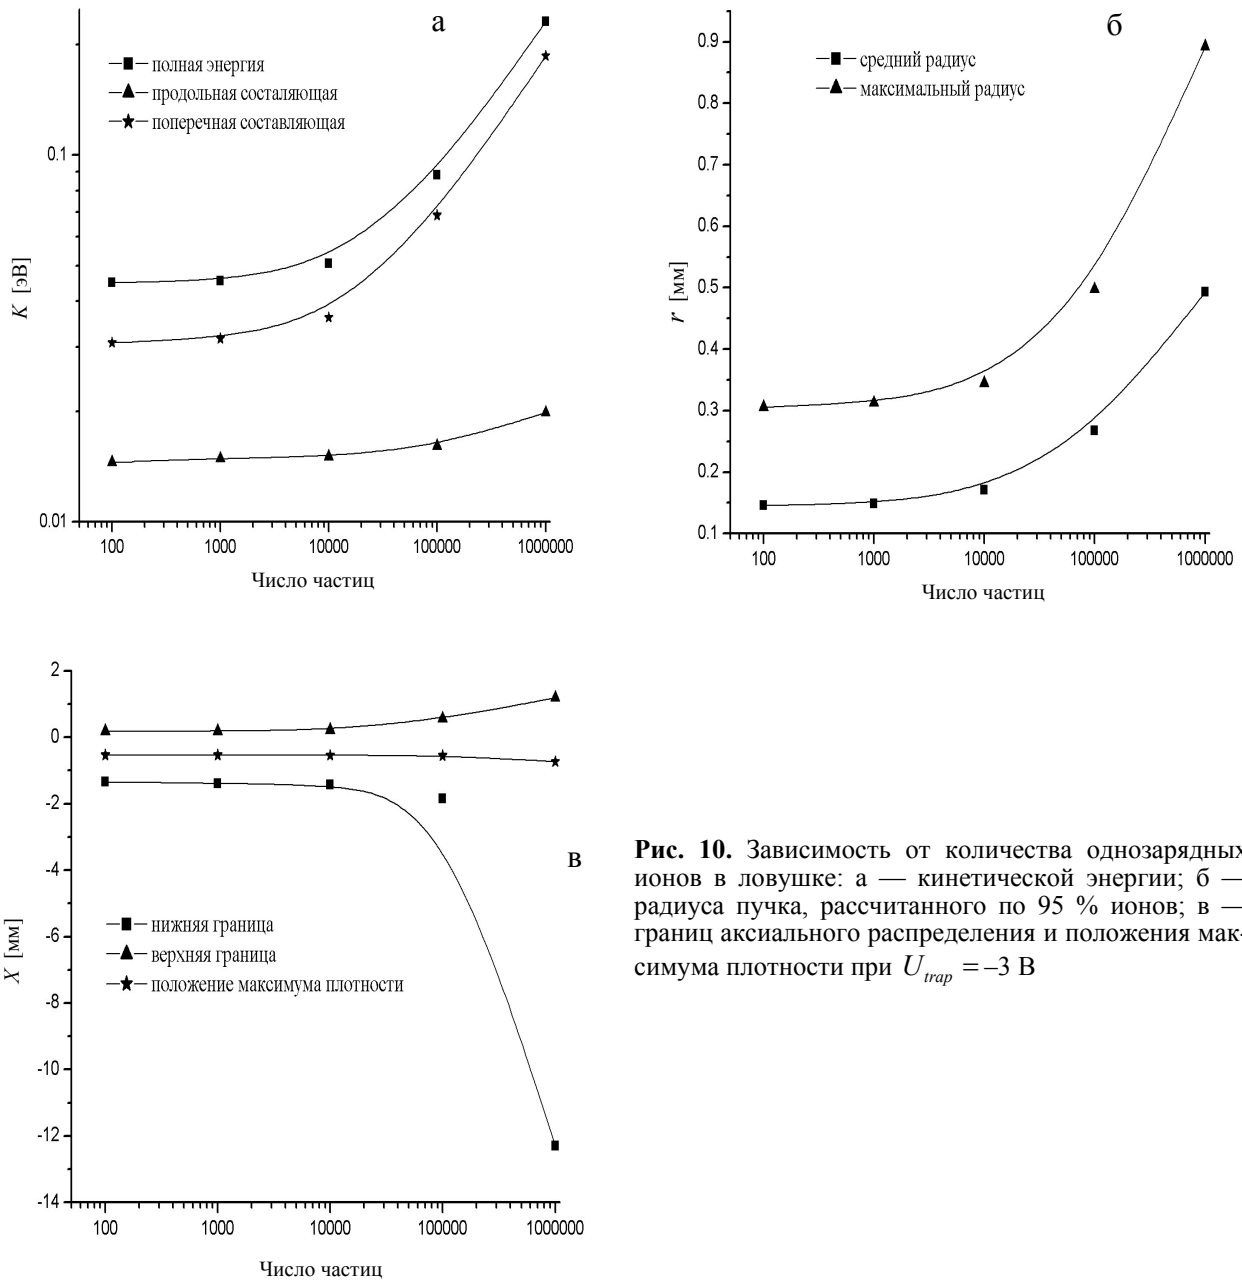 а
полная энергия
продольная состаляющая
поперечная составляющая
0.1
0.01
K [эВ]
100 1000 10000 100000 1000000
Число частиц
б
средний радиус
максимальный радиус
0.9
0.8
0.7
0.6
0.5
0.4
0.3
0.2
0.1
r [мм]
100 1000 10000 100000 1000000
Число частиц
2
0
-2
-4
-6
-8
-10
-12
-14
X [мм]
в
нижняя граница
верхняя граница
положение максимума плотности
100 1000 10000 100000 1000000
Число частиц
Рис. 10. Зависимость от количества однозарядных
ионов в ловушке: а — кинетической энергии; б —
радиуса пучка, рассчитанного по 95 % ионов; в —
границ аксиального распределения и положения мак-
симума плотности при U trap = –3 В